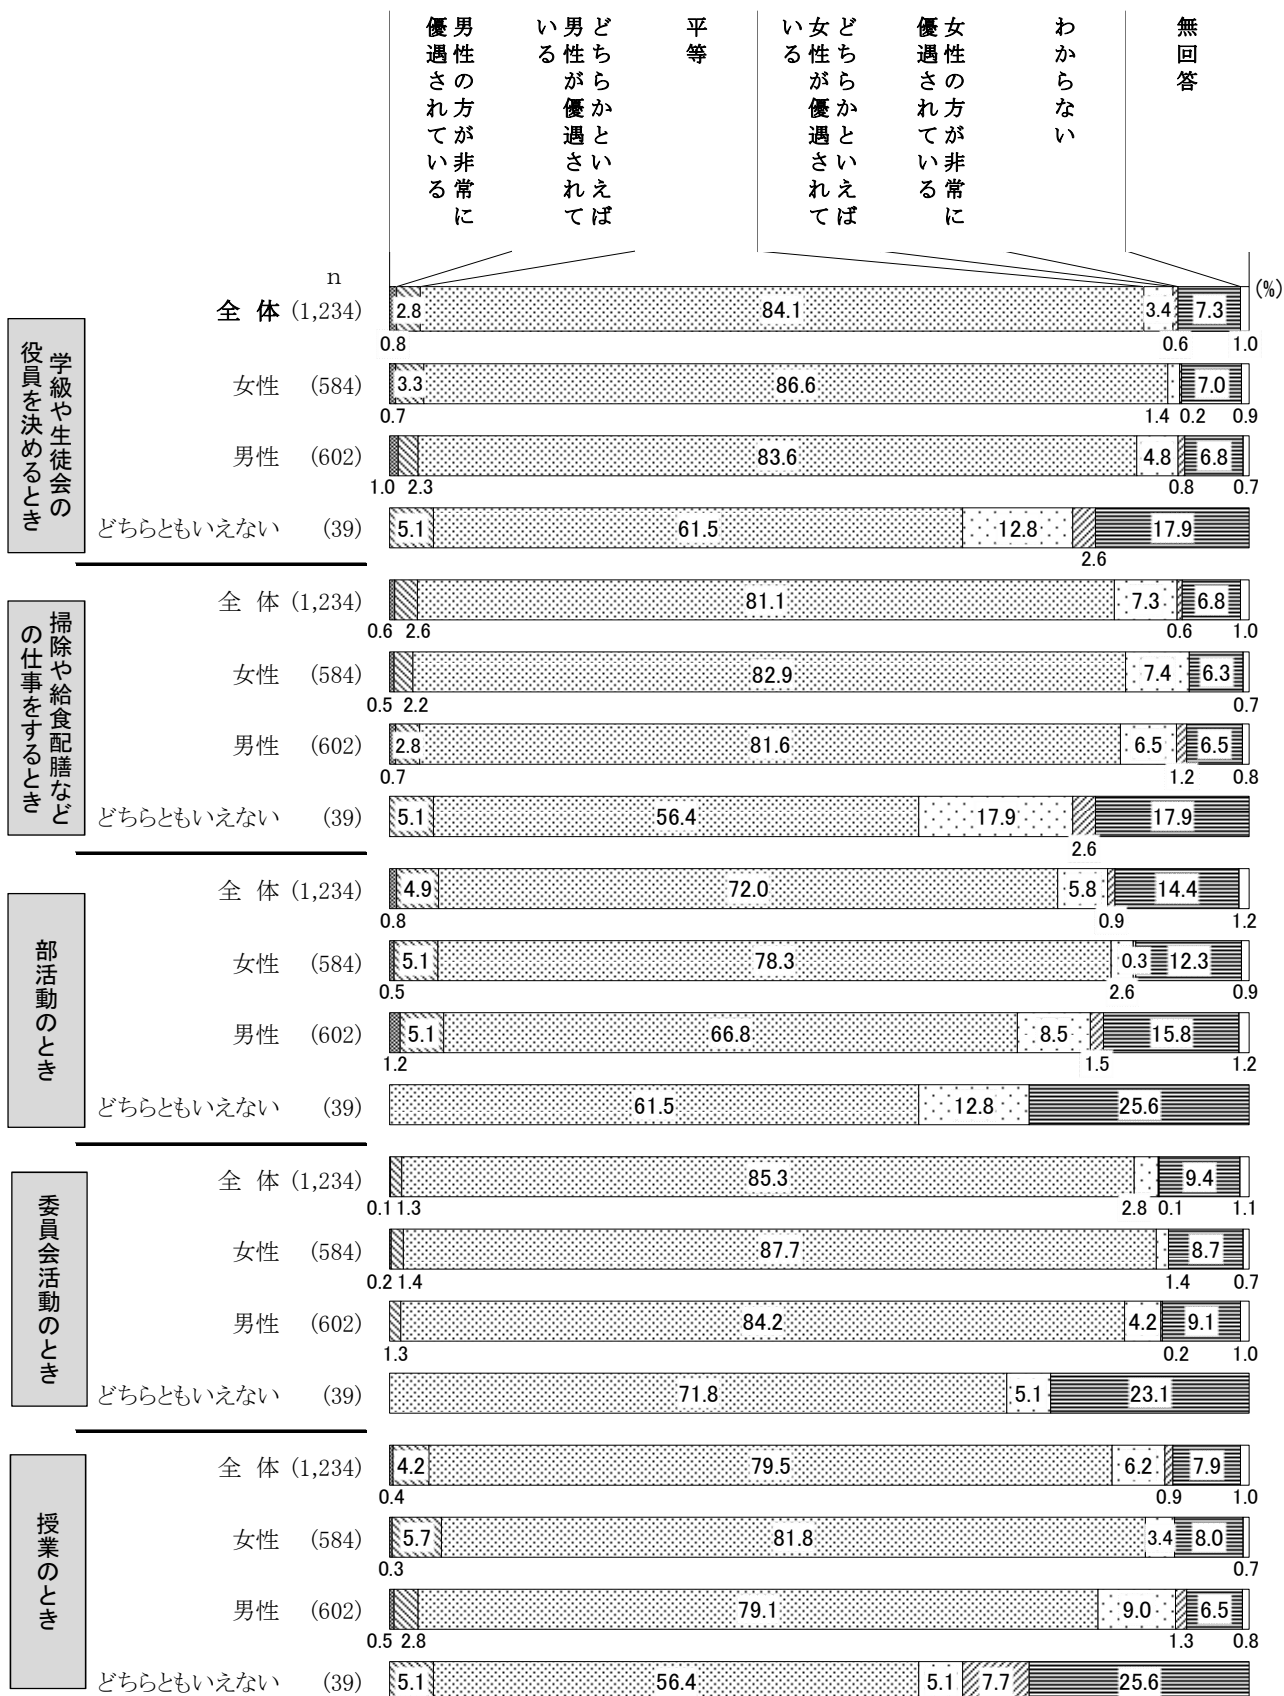 男性の方が非常に
優遇されている
どちらかといえば
男性が優遇されて
いる
平等
どちらかといえば
女性が優遇されて
いる
女性の方が非常に
優遇されている
わからない
無回答
n
(%)
学級や生徒会の
役員を決めるとき
全 体 (1,234) 2.8 84.1 3.4 7.3
0.8 0.6 1.0
女性 (584) 3.3 86.6 7.0
0.7 1.4 0.2 0.9
男性 (602) 83.6 4.8 6.8
1.0 2.3 0.8 0.7
どちらともいえない (39) 5.1 61.5 12.8 17.9
2.6
掃除や給食配膳など
の仕事をするとき
全 体 (1,234) 81.1 7.3 6.8
0.6 2.6 0.6 1.0
女性 (584) 82.9 7.4 6.3
0.5 2.2 0.7
男性 (602) 2.8 81.6 6.5 6.5
0.7 1.2 0.8
どちらともいえない (39) 5.1 56.4 17.9 17.9
2.6
部活動のとき
全 体 (1,234) 4.9 72.0 5.8 14.4
0.8 0.9 1.2
女性 (584) 5.1 78.3 0.3 12.3
0.5 2.6 0.9
男性 (602) 5.1 66.8 8.5 15.8
1.2 1.5 1.2
どちらともいえない (39) 61.5 12.8 25.6
委員会活動のとき
全 体 (1,234) 85.3 9.4
0.1 1.3 2.8 0.1 1.1
女性 (584) 87.7 8.7
0.2 1.4 1.4 0.7
男性 (602) 84.2 4.2 9.1
1.3 0.2 1.0
どちらともいえない (39) 71.8 5.1 23.1
授業のとき
全 体 (1,234) 4.2 79.5 6.2 7.9
0.4 0.9 1.0
女性 (584) 5.7 81.8 3.4 8.0
0.3 0.7
男性 (602) 79.1 9.0 6.5
0.5 2.8 1.3 0.8
どちらともいえない (39) 5.1 56.4 5.1 7.7 25.6